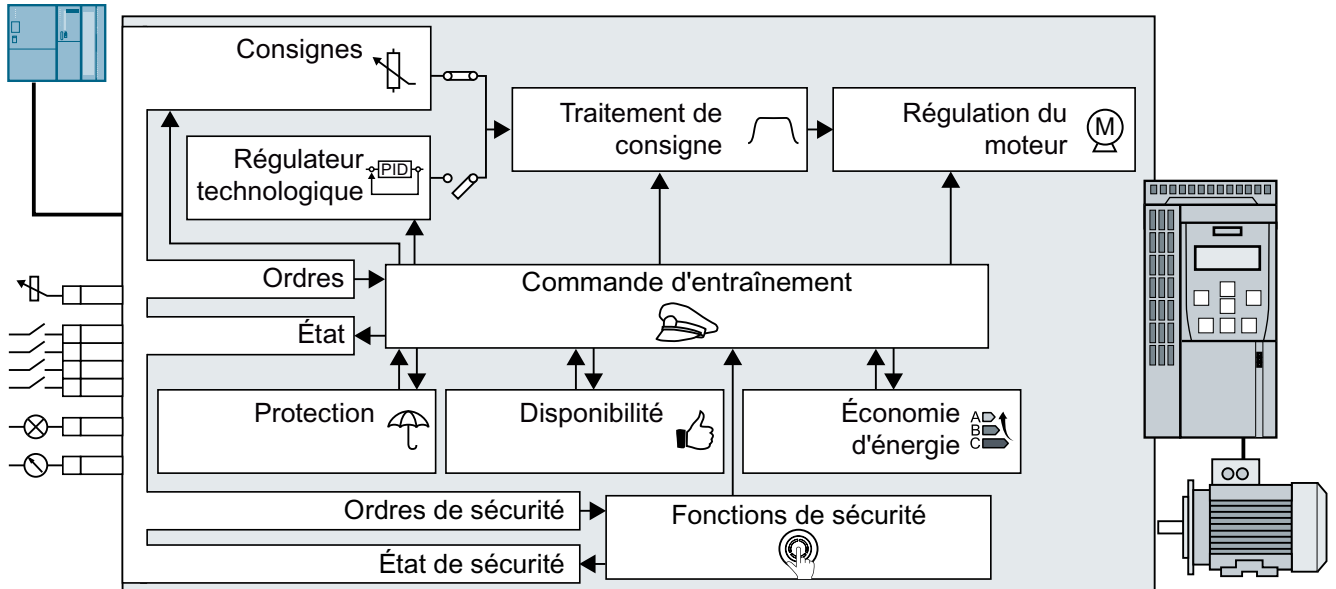 Consignes
Traitement de
consigne
Régulation du
moteur
M
Régulateur
technologique
PID
Ordres
Commande d'entraînement
État
Protection
Disponibilité
Économie
d'énergie
A
B
C
Ordres de sécurité
Fonctions de sécurité
État de sécurité